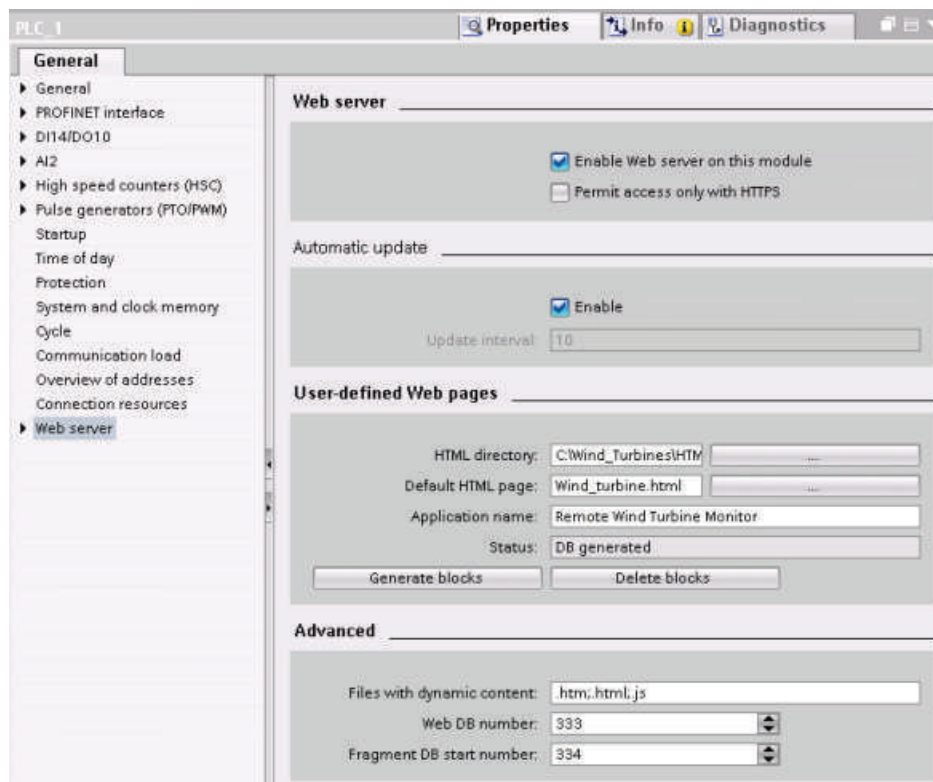 PLC_1
Properties
Info
Diagnostics
General
General
PROFINET interface
DI14/DO10
AI2
High speed counters (HSC)
Pulse generators (PTO/PWM)
Startup
Time of day
Protection
System and clock memory
Cycle
Communication load
Overview of addresses
Connection resources
Web server
Web server
Enable Web server on this module
Permit access only with HTTPS
Automatic update
Enable
Update interval: 10
User-defined Web pages
HTML directory: C:\Wind_Turbines\HTM ...
Default HTML page: Wind_turbine.html ...
Application name: Remote Wind Turbine Monitor
Status: DB generated
Generate blocks Delete blocks
Advanced
Files with dynamic content: .htm;.html;.js
Web DB number: 333
Fragment DB start number: 334